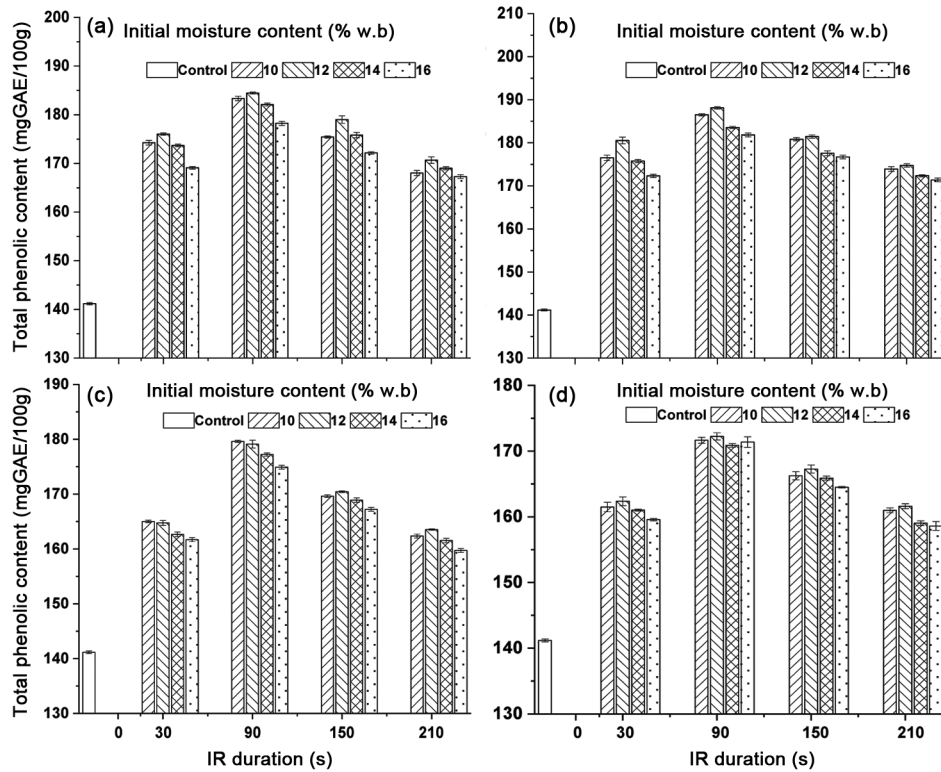 (a) Initial moisture content (% w.b)
Control 10 12 14 16
200
190
180
170
160
150
140
130
Total phenolic content (mgGAE/100g)
(b) Initial moisture content (% w.b)
Control 10 12 14 16
210
200
190
180
170
160
150
140
130
(c) Initial moisture content (% w.b)
Control 10 12 14 16
190
180
170
160
150
140
130
Total phenolic content (mgGAE/100g)
0 30 90 150 210
IR duration (s)
(d) Initial moisture content (% w.b)
Control 10 12 14 16
180
170
160
150
140
130
0 30 90 150 210
IR duration (s)